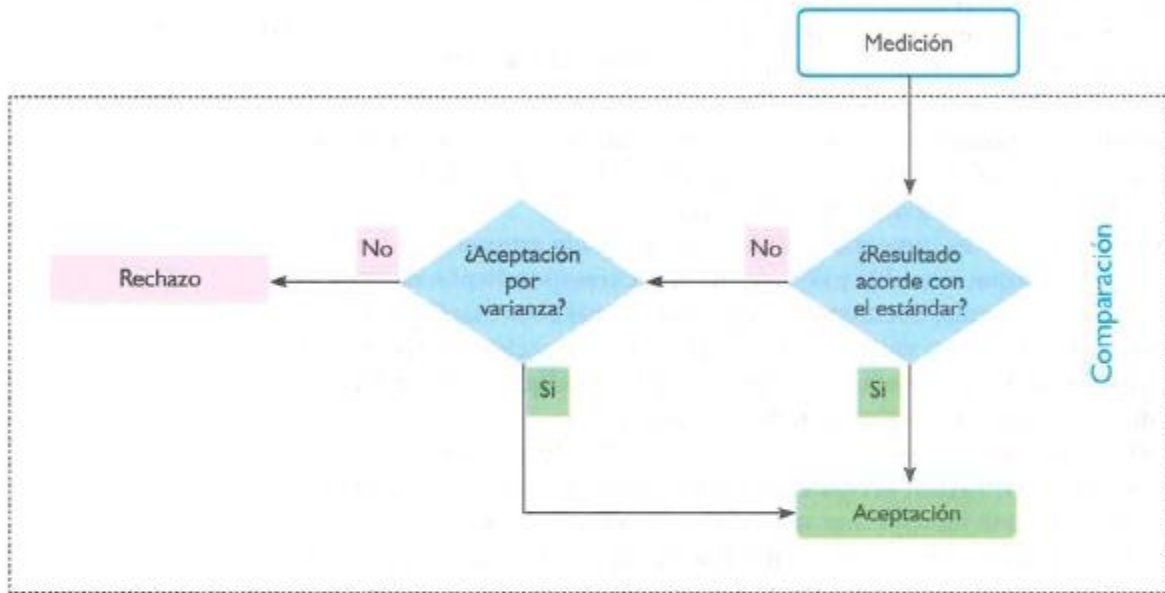 Medición
¿Resultado
acorde con
el estándar?
No
¿Aceptación
por
varianza?
No
Rechazo
Si
Si
Aceptación
Comparación